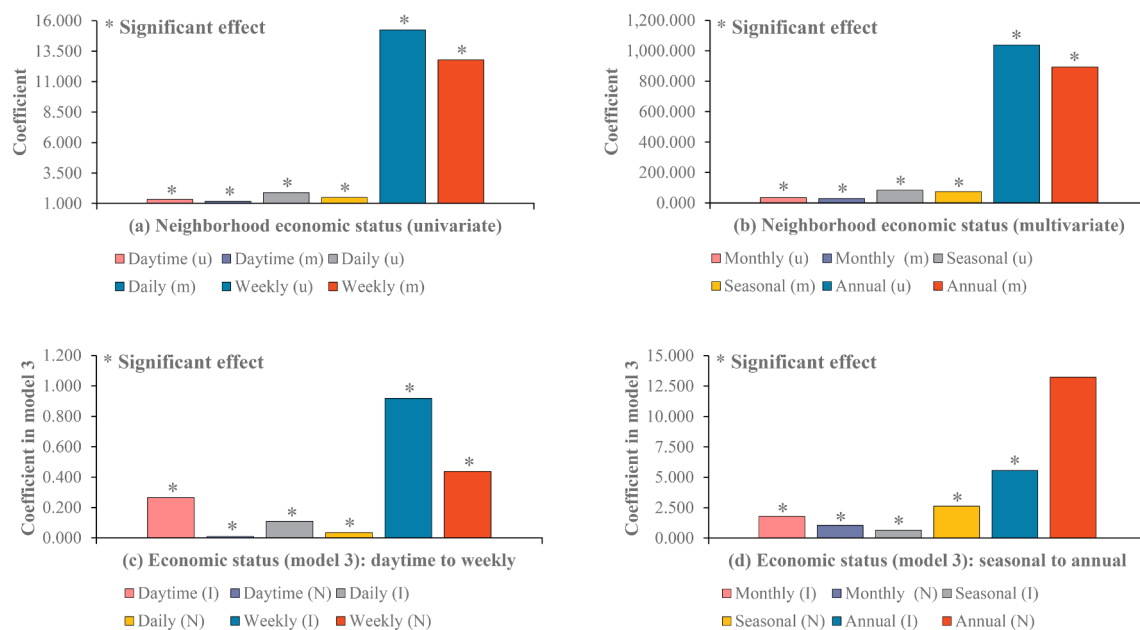 16.000
13.500
11.000
8.500
6.000
3.500
1.000
Coefficient
* Significant effect
* * * * * *
(a) Neighborhood economic status (univariate)
Daytime (u) Daytime (m) Daily (u)
Daily (m) Weekly (u) Weekly (m)
1,200.000
1,000.000
800.000
600.000
400.000
200.000
0.000
Coefficient
* Significant effect
* * * * * *
(b) Neighborhood economic status (multivariate)
Monthly (u) Monthly (m) Seasonal (u)
Seasonal (m) Annual (u) Annual (m)
1.200
1.000
0.800
0.600
0.400
0.200
0.000
Coefficient in model 3
* Significant effect
* * * * * *
(c) Economic status (model 3): daytime to weekly
Daytime (I) Daytime (N) Daily (I)
Daily (N) Weekly (I) Weekly (N)
15.000
12.500
10.000
7.500
5.000
2.500
0.000
Coefficient in model 3
* Significant effect
* * * * *
(d) Economic status (model 3): seasonal to annual
Monthly (I) Monthly (N) Seasonal (I)
Seasonal (N) Annual (I) Annual (N)